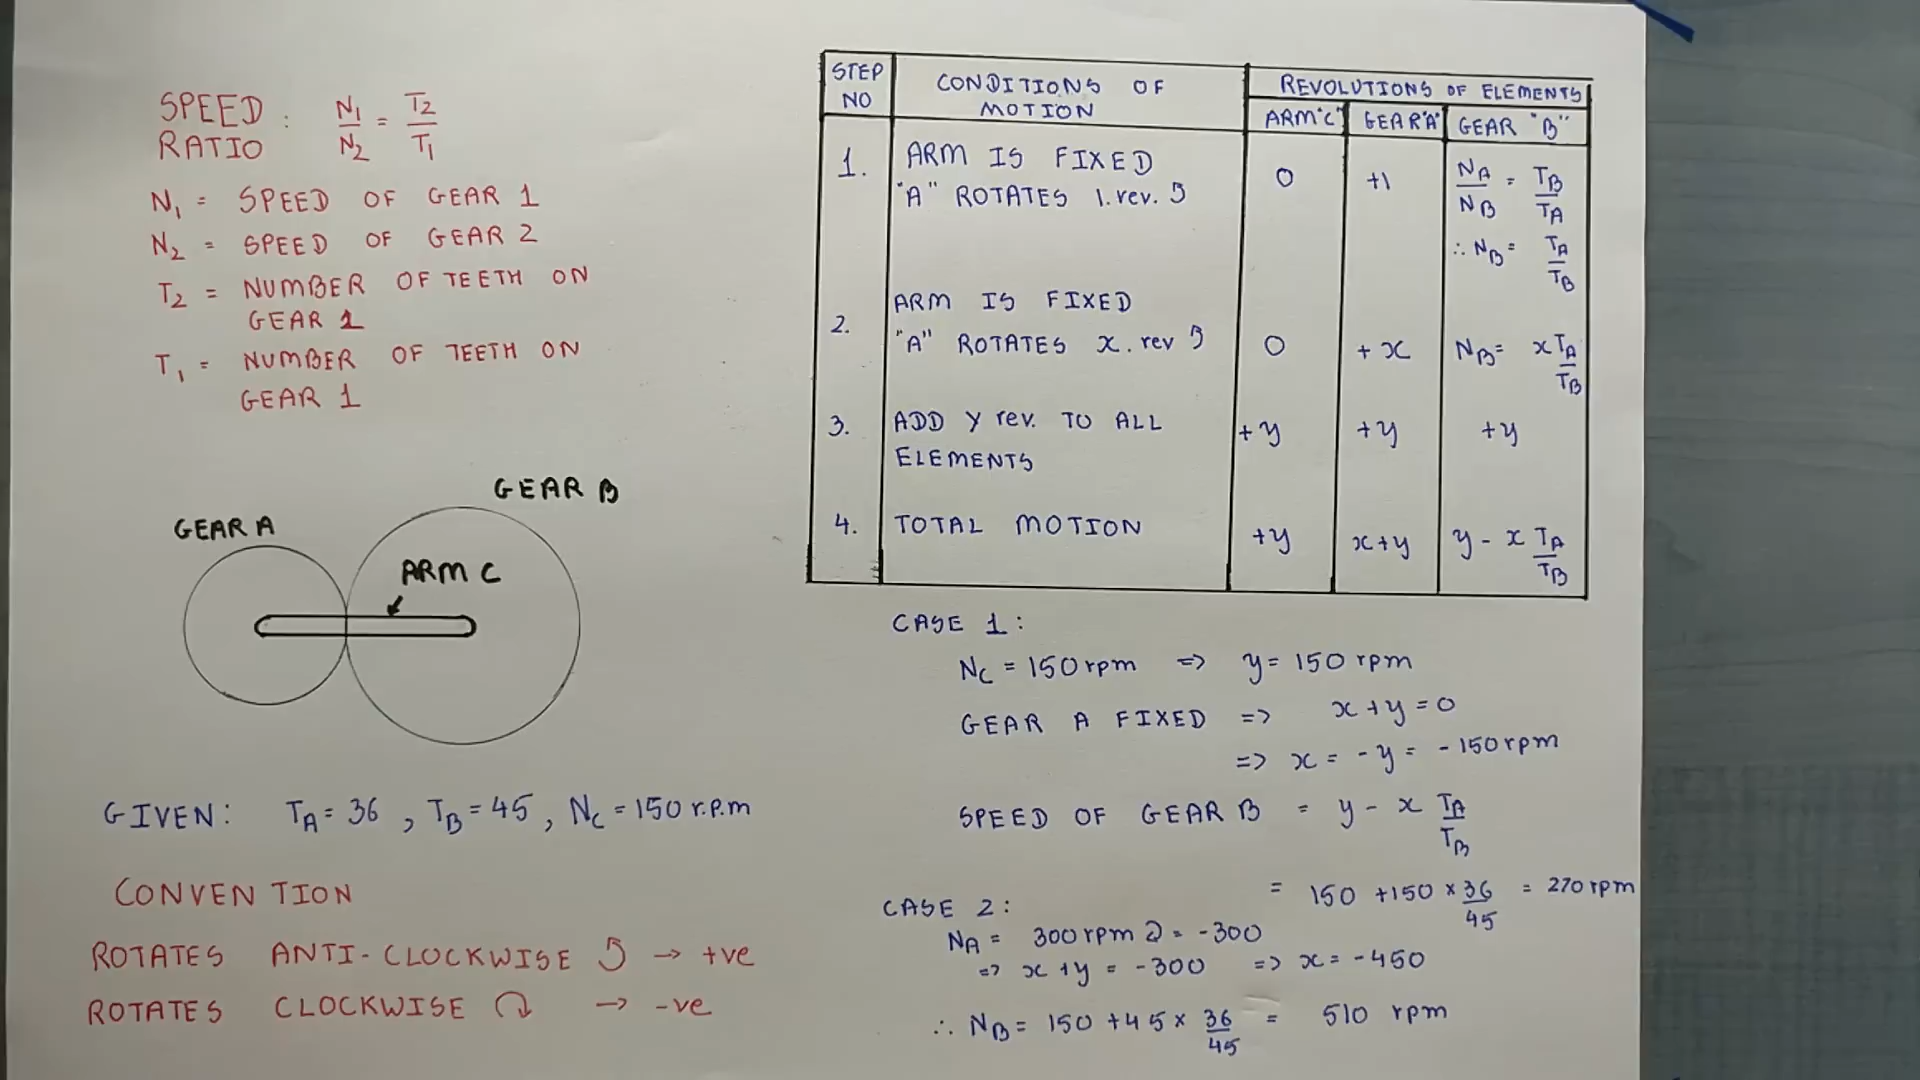 SPEED RATIO : N1/N2 = T2/T1
N1 = SPEED OF GEAR 1
N2 = SPEED OF GEAR 2
T2 = NUMBER OF TEETH ON
GEAR 1
T1 = NUMBER OF TEETH ON
GEAR 1
GEAR A
GEAR B
ARM C
GIVEN: TA = 36 , TB = 45 , NC = 150 r.p.m
CONVENTION
ROTATES ANTI-CLOCKWISE ↺ → +ve
ROTATES CLOCKWISE ↻ → -ve
STEP NO
CONDITIONS OF MOTION
REVOLUTIONS OF ELEMENTS
ARM "C" GEAR "A" GEAR "B"
1. ARM IS FIXED
"A" ROTATES 1.rev. ↺ 0 +1 NA/NB = TB/TA
∴ NB = TA/TB
2. ARM IS FIXED
"A" ROTATES x.rev ↺ 0 +x NB = x TA/TB
3. ADD Y rev. TO ALL ELEMENTS +y +y +y
4. TOTAL MOTION +y x+y y - x TA/TB
CASE 1:
NC = 150 rpm => y = 150 rpm
GEAR A FIXED => x+y = 0
=> x = -y = -150 rpm
SPEED OF GEAR B = y - x TA/TB
= 150 + 150 × 36/45 = 270 rpm
CASE 2:
NA = 300 rpm ↻ = -300
=> x+y = -300 => x = -450
∴ NB = 150 + 45 × 36/45 = 510 rpm